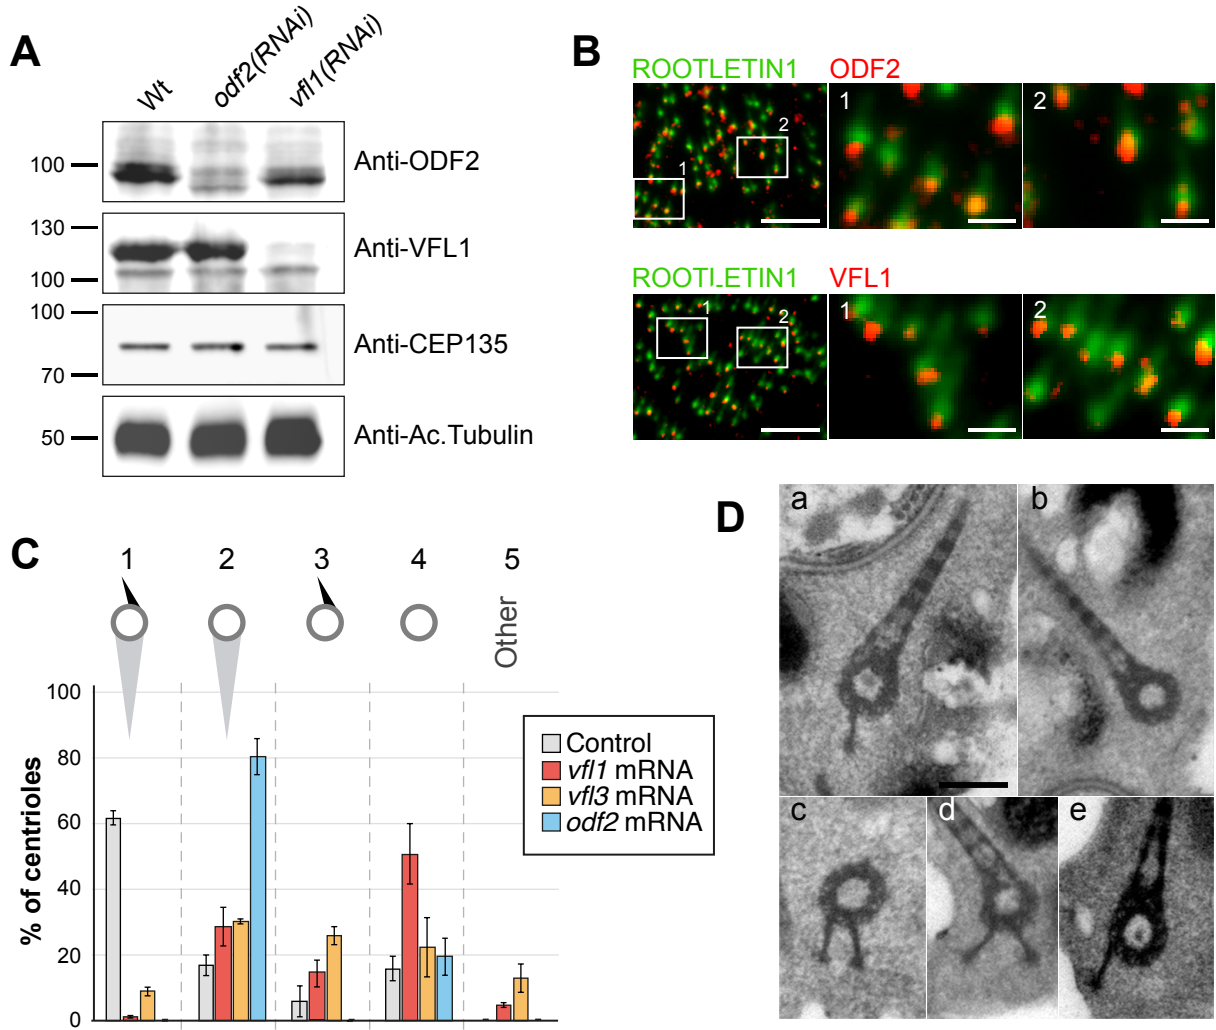 A
Wt
odf2(RNAi)
vfl1(RNAi)
100
Anti-ODF2
130
100
Anti-VFL1
100
70
Anti-CEP135
50
Anti-Ac.Tubulin
B
ROOTLETIN1 ODF2
1
2
1
2
ROOTLETIN1 VFL1
1
2
1
2
C
1 2 3 4 5
Other
% of centrioles
100
80
60
40
20
0
Control
vfl1 mRNA
vfl3 mRNA
odf2 mRNA
D
a
b
c
d
e